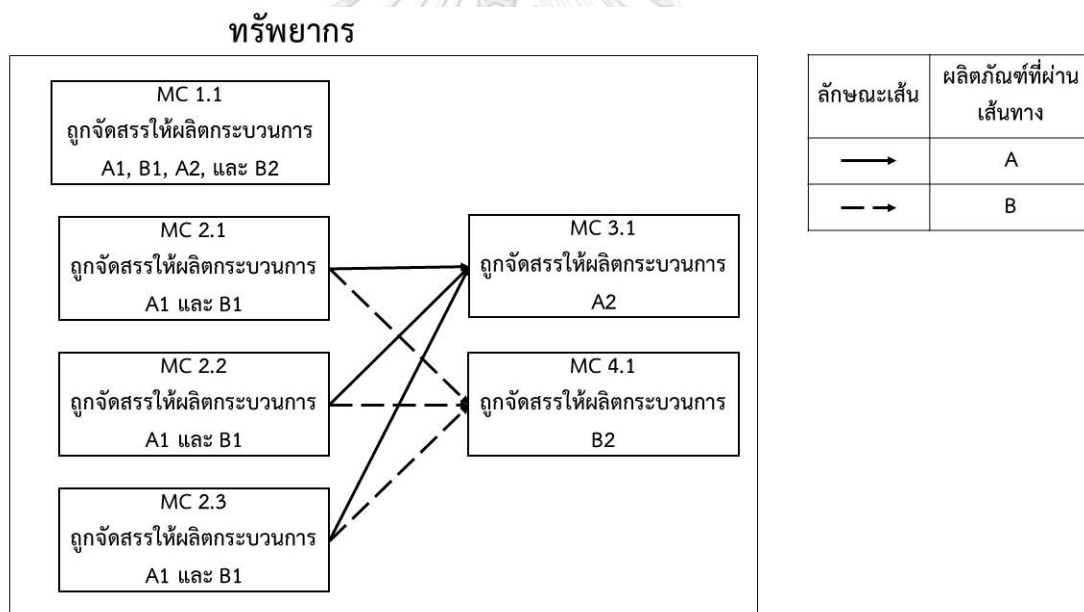 ทรัพยากร
MC 1.1
ถูกจัดสรรให้ผลิตกระบวนการ
A1, B1, A2, และ B2
MC 2.1
ถูกจัดสรรให้ผลิตกระบวนการ
A1 และ B1
MC 2.2
ถูกจัดสรรให้ผลิตกระบวนการ
A1 และ B1
MC 2.3
ถูกจัดสรรให้ผลิตกระบวนการ
A1 และ B1
MC 3.1
ถูกจัดสรรให้ผลิตกระบวนการ
A2
MC 4.1
ถูกจัดสรรให้ผลิตกระบวนการ
B2
ลักษณะเส้น
ผลิตภัณฑ์ที่ผ่าน
เส้นทาง
A
B